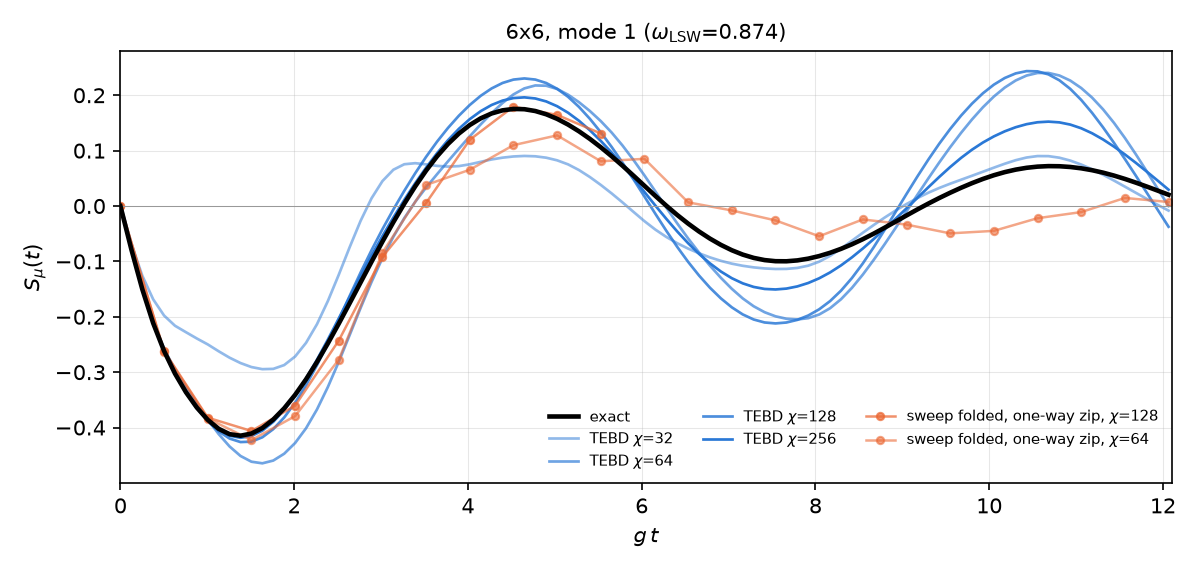 6x6, mode 1 (ω_LSW=0.874)
0.2
0.1
0.0
−0.1
−0.2
−0.3
−0.4
s_μ(t)
exact
TEBD χ=32
TEBD χ=64
TEBD χ=128
TEBD χ=256
sweep folded, one-way zip, χ=128
sweep folded, one-way zip, χ=64
0 2 4 6 8 10 12
g t